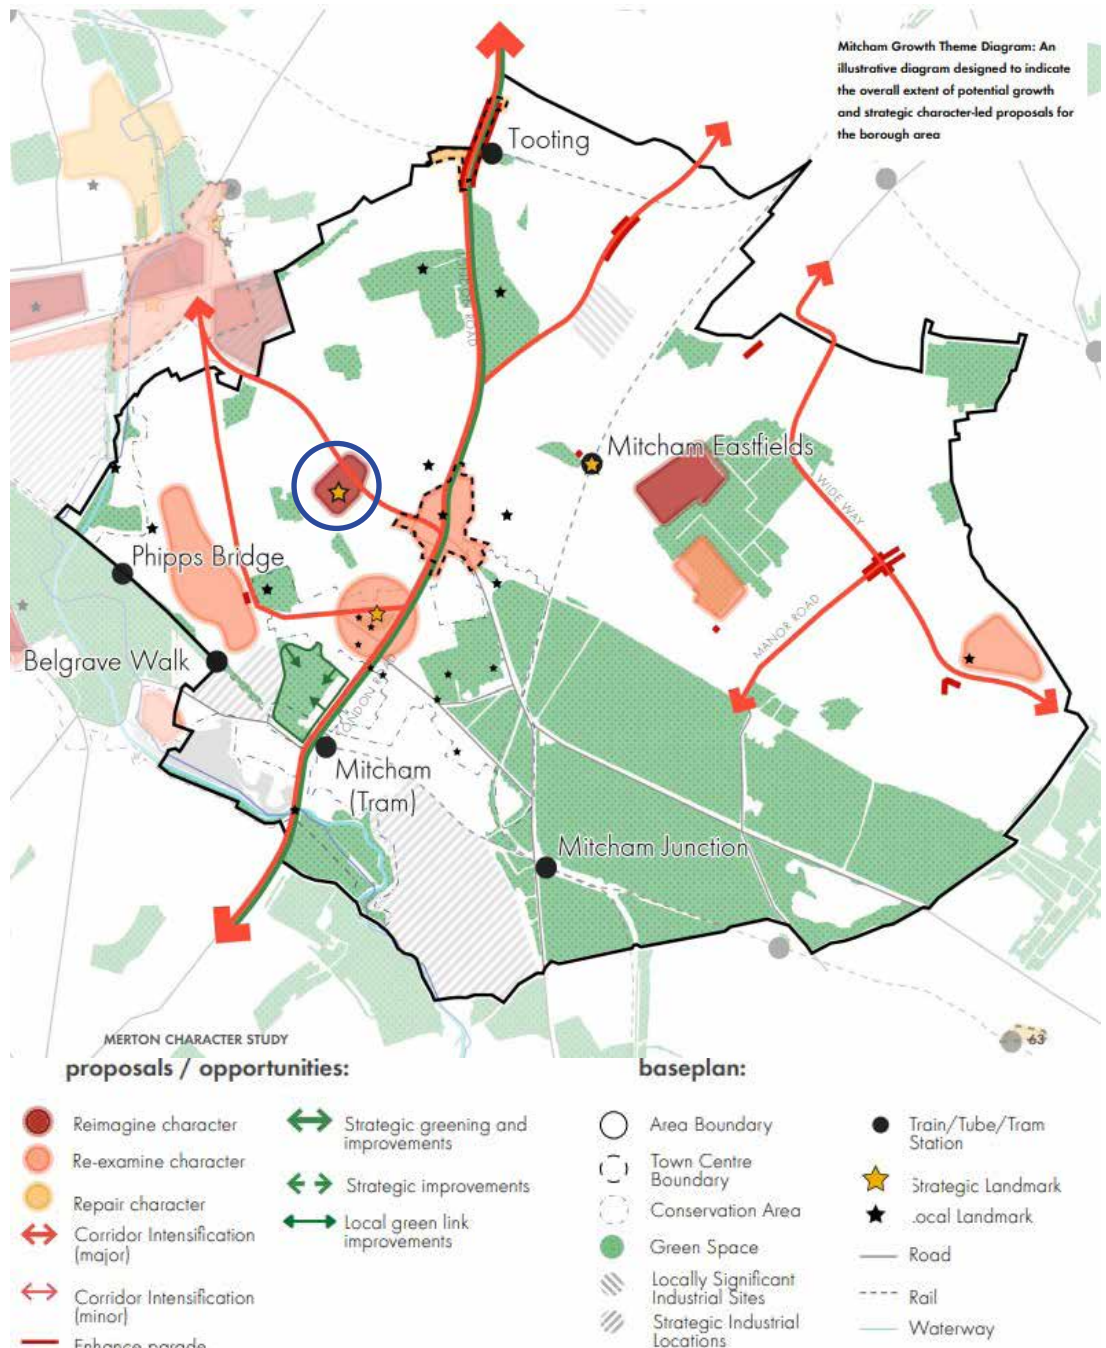 Mitcham Growth Theme Diagram: An
illustrative diagram designed to indicate
the overall extent of potential growth
and strategic character-led proposals for
the borough area
Tooting
LONDON ROAD
Mitcham Eastfields
WIDE WAY
Phipps Bridge
MANOR ROAD
Belgrave Walk
LONDON ROAD
Mitcham
(Tram)
Mitcham Junction
MERTON CHARACTER STUDY
63
proposals / opportunities:
Reimagine character
Re-examine character
Repair character
Corridor Intensification
(major)
Corridor Intensification
(minor)
Enhance parade
Strategic greening and
improvements
Strategic improvements
Local green link
improvements
baseplan:
Area Boundary
Town Centre
Boundary
Conservation Area
Green Space
Locally Significant
Industrial Sites
Strategic Industrial
Locations
Train/Tube/Tram
Station
Strategic Landmark
Local Landmark
Road
Rail
Waterway